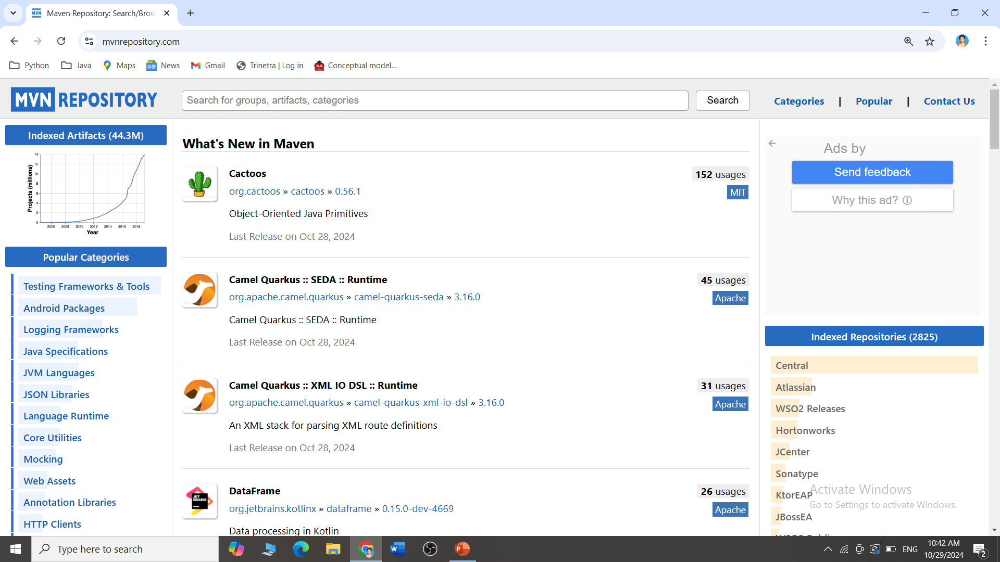 Maven Repository: Search/Brow
mvnrepository.com
Python
Java
Maps
News
Gmail
Trinetra | Log in
Conceptual model...
MVN REPOSITORY
Search for groups, artifacts, categories
Search
Categories | Popular | Contact Us
Indexed Artifacts (44.3M)
Projects (millions)
14
12
10
8
6
4
2
0
2006 2008 2010 2012 2014 2016 2018
Year
Popular Categories
Testing Frameworks & Tools
Android Packages
Logging Frameworks
Java Specifications
JVM Languages
JSON Libraries
Language Runtime
Core Utilities
Mocking
Web Assets
Annotation Libraries
HTTP Clients
What's New in Maven
Cactoos
152 usages
org.cactoos » cactoos » 0.56.1
MIT
Object-Oriented Java Primitives
Last Release on Oct 28, 2024
Camel Quarkus :: SEDA :: Runtime
45 usages
org.apache.camel.quarkus » camel-quarkus-seda » 3.16.0
Apache
Camel Quarkus :: SEDA :: Runtime
Last Release on Oct 28, 2024
Camel Quarkus :: XML IO DSL :: Runtime
31 usages
org.apache.camel.quarkus » camel-quarkus-xml-io-dsl » 3.16.0
Apache
An XML stack for parsing XML route definitions
Last Release on Oct 28, 2024
JET BRAINS
DataFrame
26 usages
org.jetbrains.kotlinx » dataframe » 0.15.0-dev-4669
Apache
Data processing in Kotlin
Ads by
Send feedback
Why this ad?
Indexed Repositories (2825)
Central
Atlassian
WSO2 Releases
Hortonworks
JCenter
Sonatype
KtorEAP
JBossEA
Activate Windows
Go to Settings to activate Windows.
Type here to search
ENG
10:42 AM
10/29/2024
2